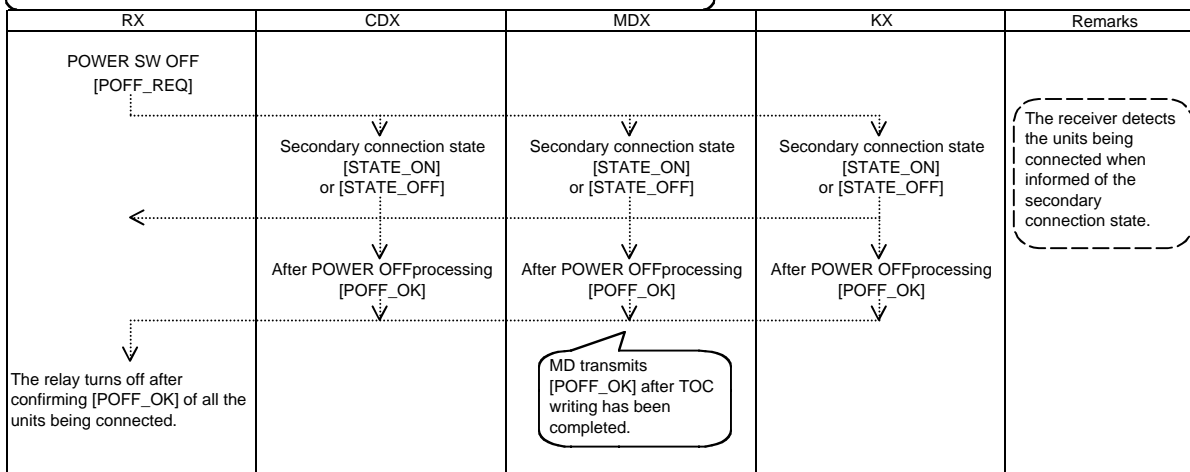 RX CDX MDX KX Remarks
POWER SW OFF
[POFF_REQ]
Secondary connection state
[STATE_ON]
or [STATE_OFF]
Secondary connection state
[STATE_ON]
or [STATE_OFF]
Secondary connection state
[STATE_ON]
or [STATE_OFF]
The receiver detects
the units being
connected when
informed of the
secondary
connection state.
After POWER OFFprocessing
[POFF_OK]
After POWER OFFprocessing
[POFF_OK]
After POWER OFFprocessing
[POFF_OK]
The relay turns off after
confirming [POFF_OK] of all the
units being connected.
MD transmits
[POFF_OK] after TOC
writing has been
completed.